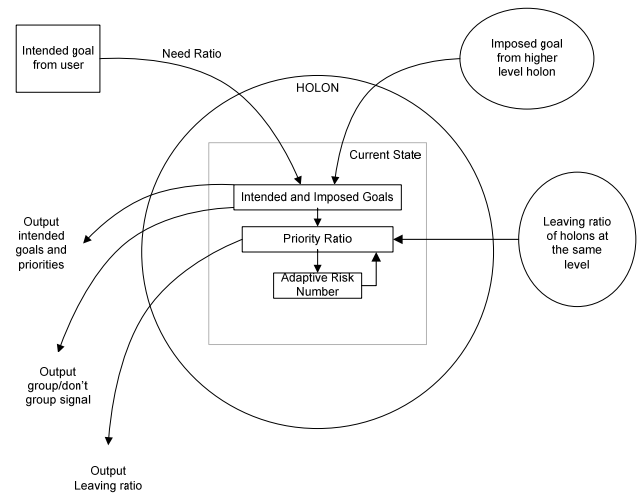 Intended goal
from user
Need Ratio
Imposed goal
from higher
level holon
HOLON
Current State
Intended and Imposed Goals
Priority Ratio
Adaptive Risk
Number
Leaving ratio
of holons at
the same
level
Output
intended
goals and
priorities
Output
group/don't
group signal
Output
Leaving ratio